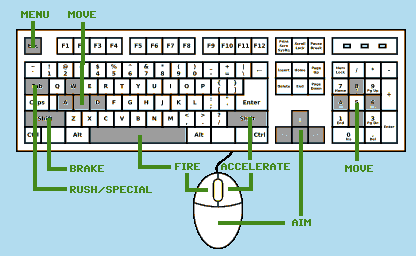 MENU MOVE
Esc F1 F2 F3 F4 F5 F6 F7 F8 F9 F10 F11 F12 Print Scrn SysRq Scroll Lock Pause Break
~ ! 1 @ 2 # 3 $ 4 % 5 ^ 6 & 7 * 8 ( 9 ) 0 - + = Insert Home Page Up Num Lock / * -
Tab Q W E R T Y U I O P Delete End Page Down 7 Home 8 9 Pg Up +
Caps A D F G H J K L : ; Enter 4 5 6
Shift Z X C V B N M < , > . ? Shift 1 End 3 Pg Dn Enter
Ctrl Alt Alt Ctrl 0 Ins . Del
BRAKE FIRE ACCELERATE MOVE
RUSH/SPECIAL
AIM